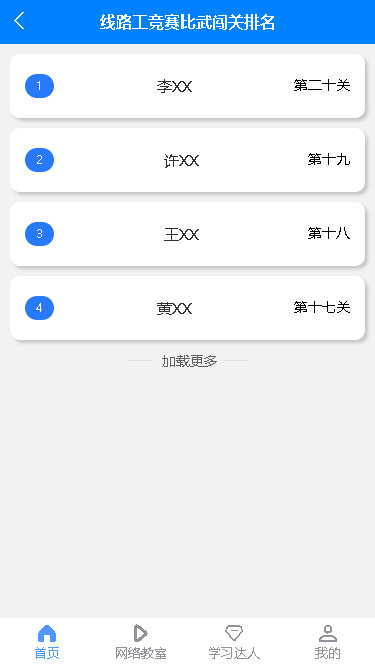 线路工竞赛比武闯关排名
1 李XX 第二十关
2 许XX 第十九
3 王XX 第十八
4 黄XX 第十七关
加载更多
首页 网络教室 学习达人 我的